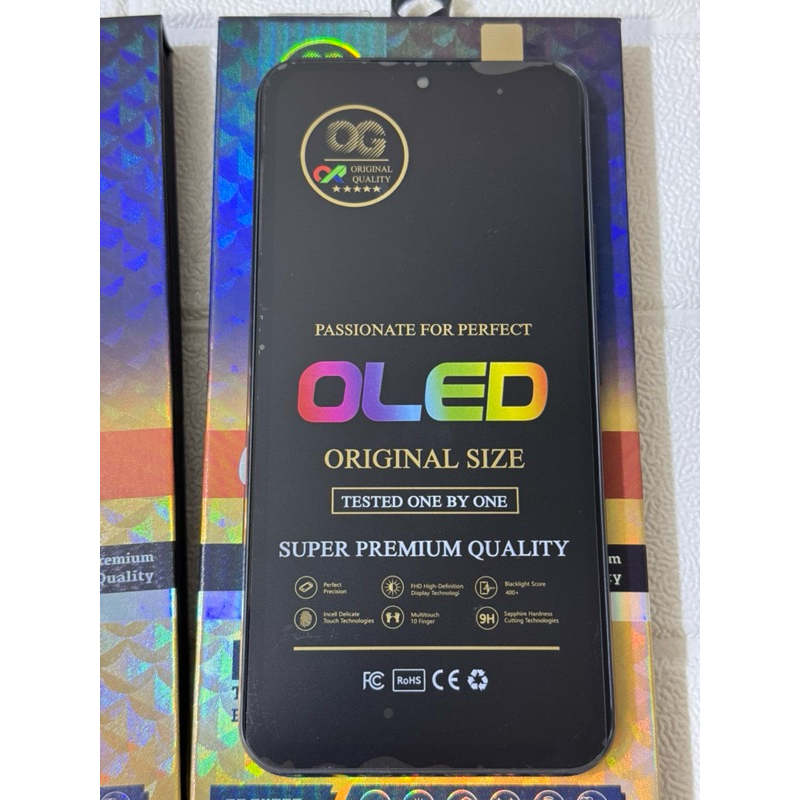 OG
ORIGINAL
QUALITY
PASSIONATE FOR PERFECT
OLED
ORIGINAL SIZE
TESTED ONE BY ONE
SUPER PREMIUM QUALITY
Perfect
Precision
FHD High-Definition
Display Technologi
Blacklight Score
400+
Incell Delicate
Touch Technologies
Multitouch
10 Finger
9H
Sapphire Hardness
Cutting Technologies
FC RoHS CE
remium
Quality